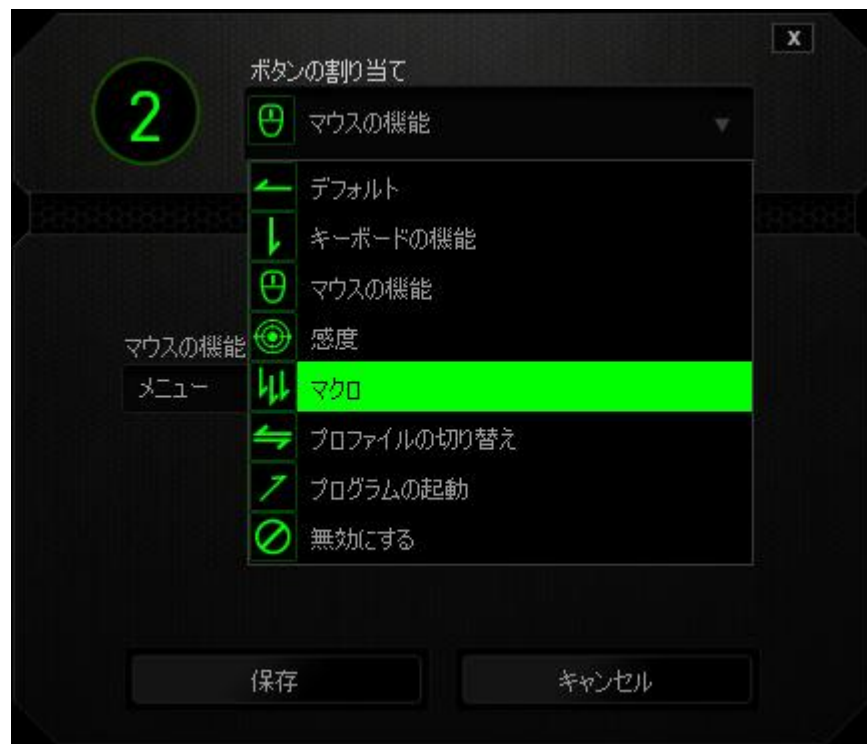 X
ボタンの割り当て
2
マウスの機能
デフォルト
キーボードの機能
マウスの機能
感度
マウスの機能
メニュー
マクロ
プロファイルの切り替え
プログラムの起動
無効にする
保存
キャンセル